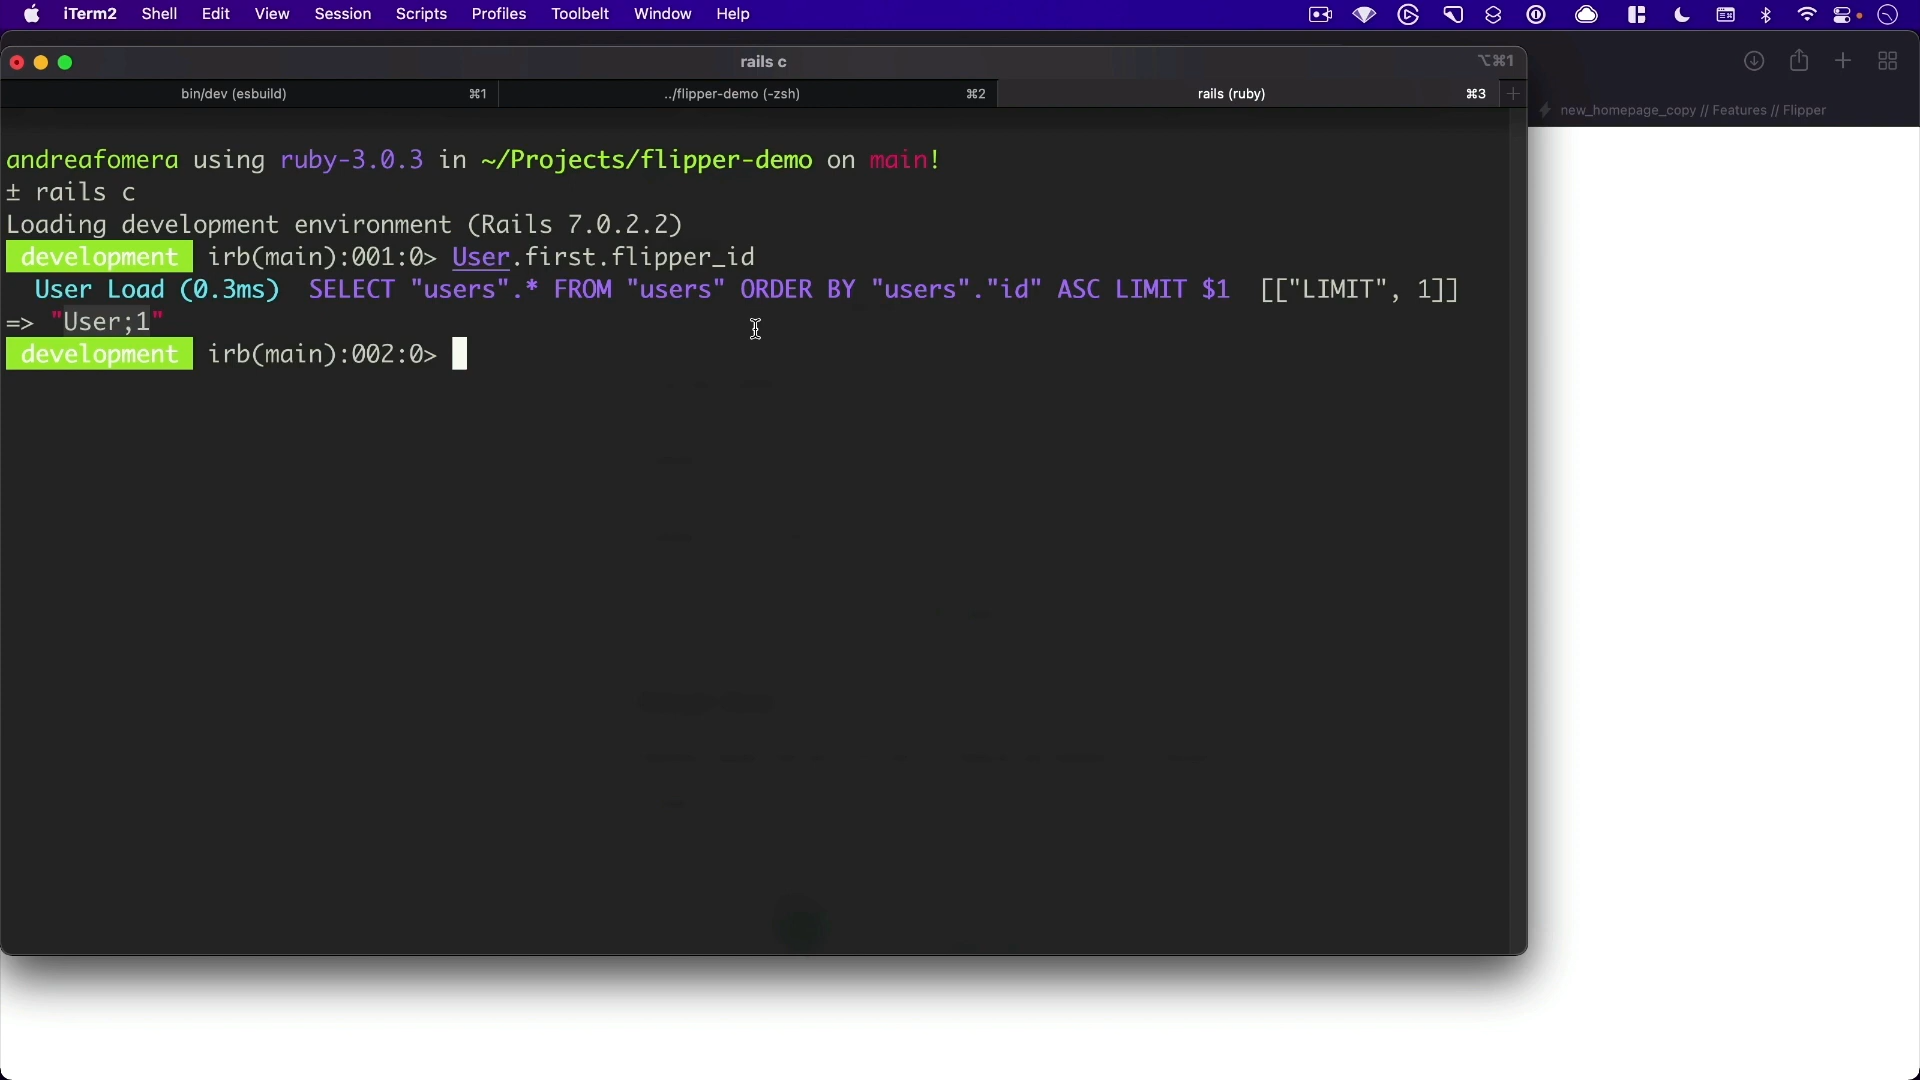 iTerm2 Shell Edit View Session Scripts Profiles Toolbelt Window Help
rails c ⌥⌘1
bin/dev (esbuild) ⌘1 ../flipper-demo (-zsh) ⌘2 rails (ruby) ⌘3
new_homepage_copy // Features // Flipper
andreafomera using ruby-3.0.3 in ~/Projects/flipper-demo on main!
± rails c
Loading development environment (Rails 7.0.2.2)
development irb(main):001:0> User.first.flipper_id
User Load (0.3ms) SELECT "users".* FROM "users" ORDER BY "users"."id" ASC LIMIT $1 [["LIMIT", 1]]
=> "User;1"
development irb(main):002:0>